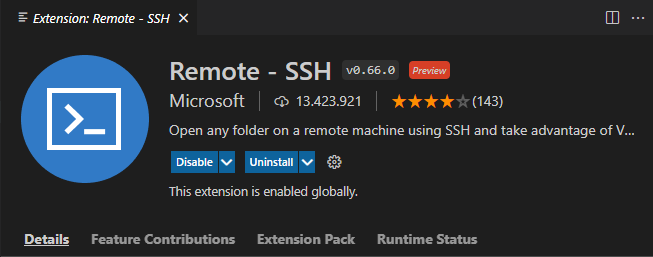 Extension: Remote - SSH
Remote - SSH v0.66.0 Preview
Microsoft 13.423.921 (143)
Open any folder on a remote machine using SSH and take advantage of V...
Disable Uninstall
This extension is enabled globally.
Details Feature Contributions Extension Pack Runtime Status